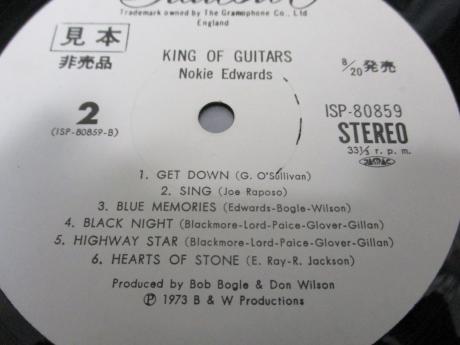 Trademark owned by The Gramophone Co., Ltd
England
見本
非売品
KING OF GUITARS
Nokie Edwards
8/20発売
2
(ISP-80859-B)
ISP-80859
STEREO
33⅓ r. p. m.
1. GET DOWN (G. O'Sullivan)
2. SING (Joe Raposo)
3. BLUE MEMORIES (Edwards-Bogle-Wilson)
4. BLACK NIGHT (Blackmore-Lord-Paice-Glover-Gillan)
5. HIGHWAY STAR (Blackmore-Lord-Paice-Glover-Gillan)
6. HEARTS OF STONE (E. Ray-R. Jackson)
Produced by Bob Bogle & Don Wilson
Ⓟ 1973 B & W Productions